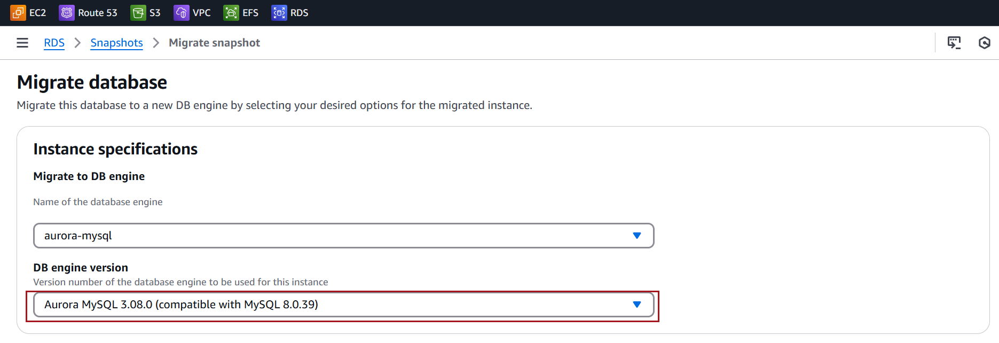 EC2 Route 53 S3 VPC EFS RDS
RDS Snapshots Migrate snapshot
Migrate database
Migrate this database to a new DB engine by selecting your desired options for the migrated instance.
Instance specifications
Migrate to DB engine
Name of the database engine
aurora-mysql
DB engine version
Version number of the database engine to be used for this instance
Aurora MySQL 3.08.0 (compatible with MySQL 8.0.39)